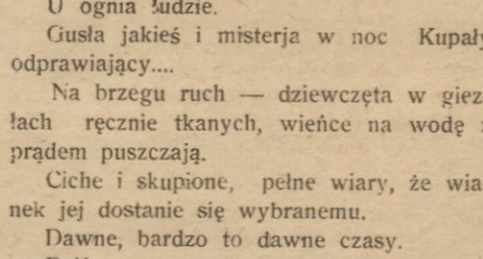 U ognia ludzie.
Gusła jakieś i misterja w noc Kupały
odprawiający....
Na brzegu ruch — dziewczęta w giez
łach ręcznie tkanych, wieńce na wodę
prądem puszczają.
Ciche i skupione, pełne wiary, że wia
nek jej dostanie się wybranemu.
Dawne, bardzo to dawne czasy.